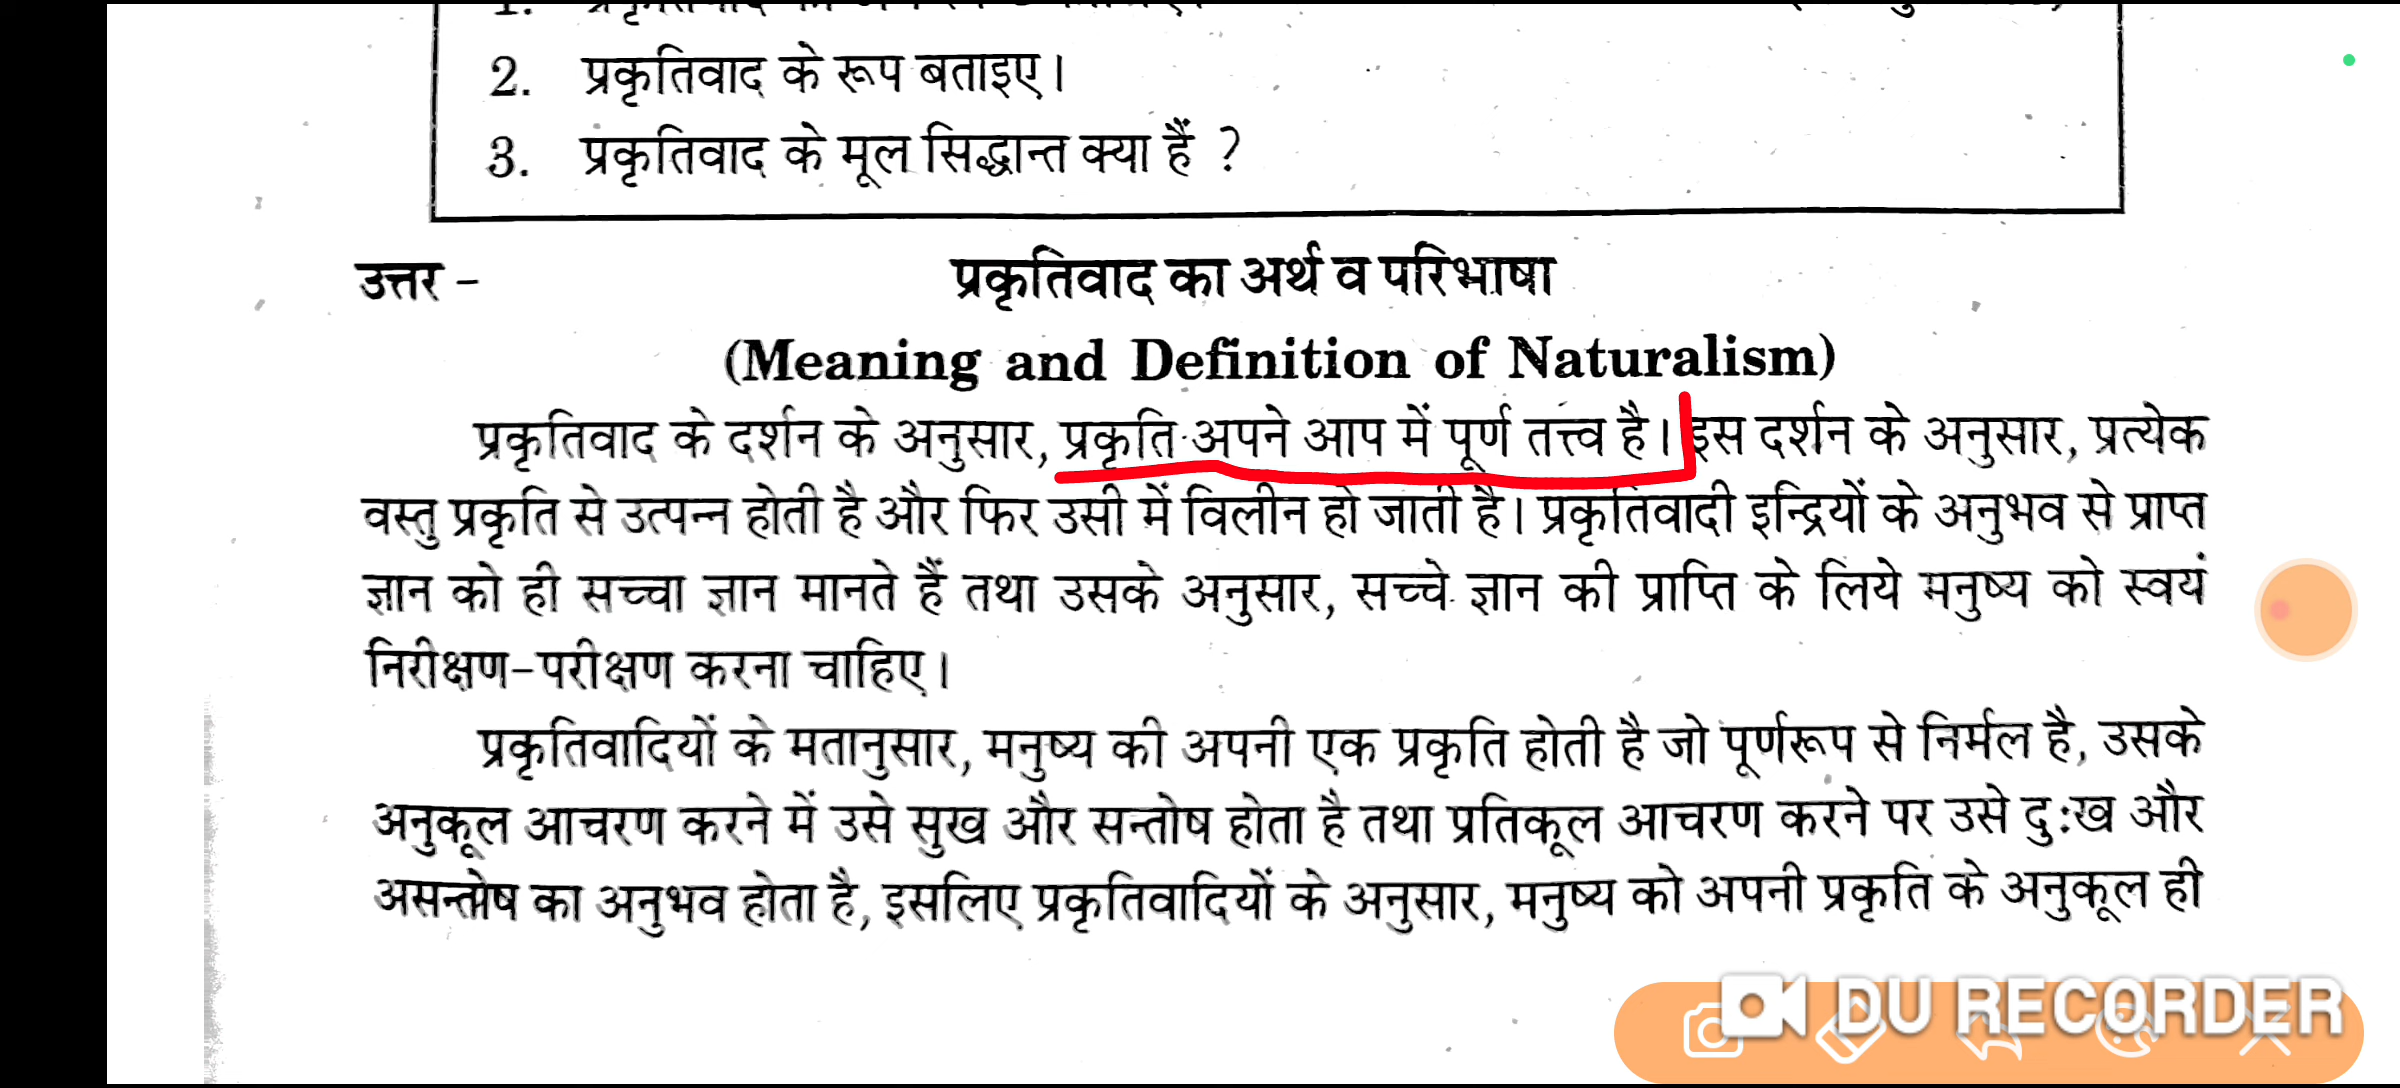 2. प्रकृतिवाद के रूप बताइए।
3. प्रकृतिवाद के मूल सिद्धान्त क्या हैं ?
उत्तर - प्रकृतिवाद का अर्थ व परिभाषा
(Meaning and Definition of Naturalism)
प्रकृतिवाद के दर्शन के अनुसार, प्रकृति अपने आप में पूर्ण तत्त्व है। इस दर्शन के अनुसार, प्रत्येक
वस्तु प्रकृति से उत्पन्न होती है और फिर उसी में विलीन हो जाती है। प्रकृतिवादी इन्द्रियों के अनुभव से प्राप्त
ज्ञान को ही सच्चा ज्ञान मानते हैं तथा उसके अनुसार, सच्चे ज्ञान की प्राप्ति के लिये मनुष्य को स्वयं
निरीक्षण-परीक्षण करना चाहिए।
प्रकृतिवादियों के मतानुसार, मनुष्य की अपनी एक प्रकृति होती है जो पूर्णरूप से निर्मल है, उसके
अनुकूल आचरण करने में उसे सुख और सन्तोष होता है तथा प्रतिकूल आचरण करने पर उसे दुःख और
असन्तोष का अनुभव होता है, इसलिए प्रकृतिवादियों के अनुसार, मनुष्य को अपनी प्रकृति के अनुकूल ही
DU RECORDER